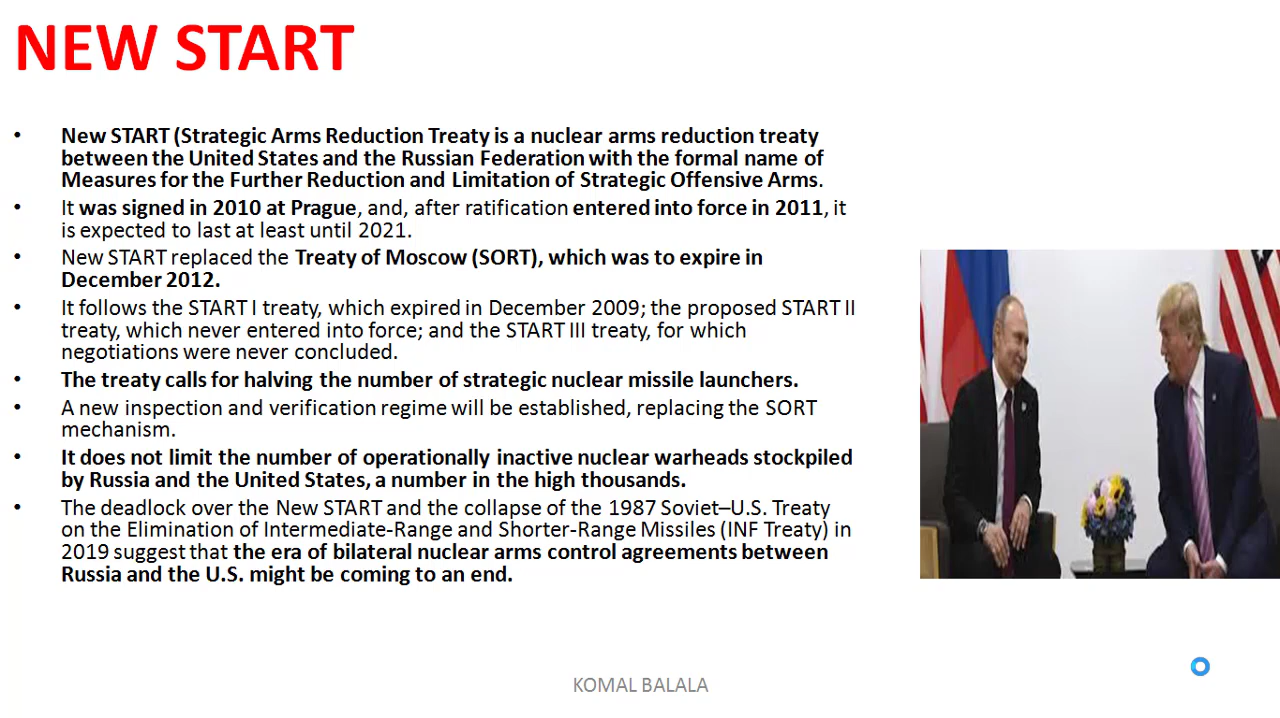 NEW START
• New START (Strategic Arms Reduction Treaty is a nuclear arms reduction treaty
between the United States and the Russian Federation with the formal name of
Measures for the Further Reduction and Limitation of Strategic Offensive Arms.
• It was signed in 2010 at Prague, and, after ratification entered into force in 2011, it
is expected to last at least until 2021.
• New START replaced the Treaty of Moscow (SORT), which was to expire in
December 2012.
• It follows the START I treaty, which expired in December 2009; the proposed START II
treaty, which never entered into force; and the START III treaty, for which
negotiations were never concluded.
• The treaty calls for halving the number of strategic nuclear missile launchers.
• A new inspection and verification regime will be established, replacing the SORT
mechanism.
• It does not limit the number of operationally inactive nuclear warheads stockpiled
by Russia and the United States, a number in the high thousands.
• The deadlock over the New START and the collapse of the 1987 Soviet–U.S. Treaty
on the Elimination of Intermediate-Range and Shorter-Range Missiles (INF Treaty) in
2019 suggest that the era of bilateral nuclear arms control agreements between
Russia and the U.S. might be coming to an end.
KOMAL BALALA